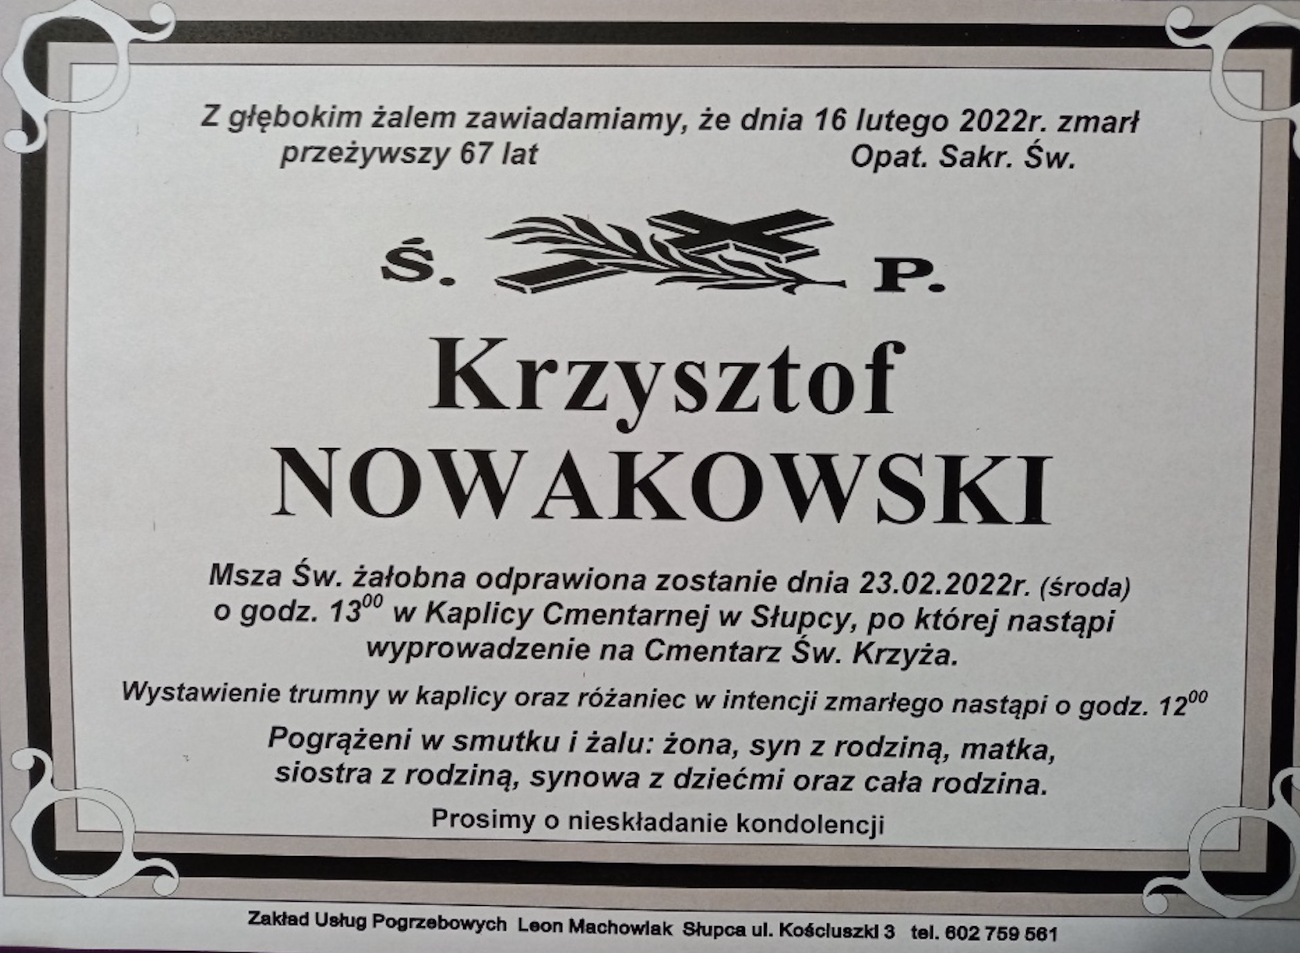 Z głębokim żalem zawiadamiamy, że dnia 16 lutego 2022r. zmarł
przeżywszy 67 lat Opat. Sakr. Św.
Ś. P.
Krzysztof
NOWAKOWSKI
Msza Św. żałobna odprawiona zostanie dnia 23.02.2022r. (środa)
o godz. 13⁰⁰ w Kaplicy Cmentarnej w Słupcy, po której nastąpi
wyprowadzenie na Cmentarz Św. Krzyża.
Wystawienie trumny w kaplicy oraz różaniec w intencji zmarłego nastąpi o godz. 12⁰⁰
Pogrążeni w smutku i żalu: żona, syn z rodziną, matka,
siostra z rodziną, synowa z dziećmi oraz cała rodzina.
Prosimy o nieskładanie kondolencji
Zakład Usług Pogrzebowych Leon Machowiak Słupca ul. Kościuszki 3 tel. 602 759 561